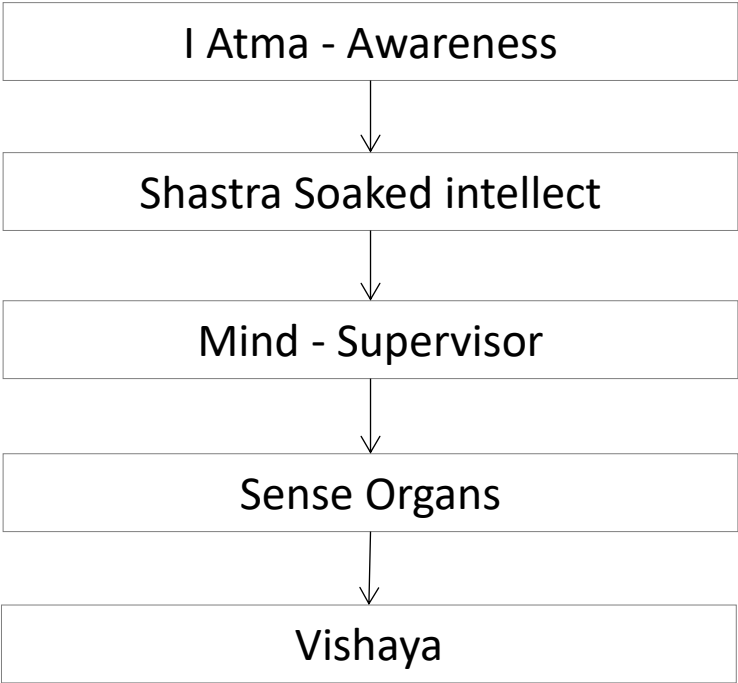 I Atma - Awareness
Shastra Soaked intellect
Mind - Supervisor
Sense Organs
Vishaya